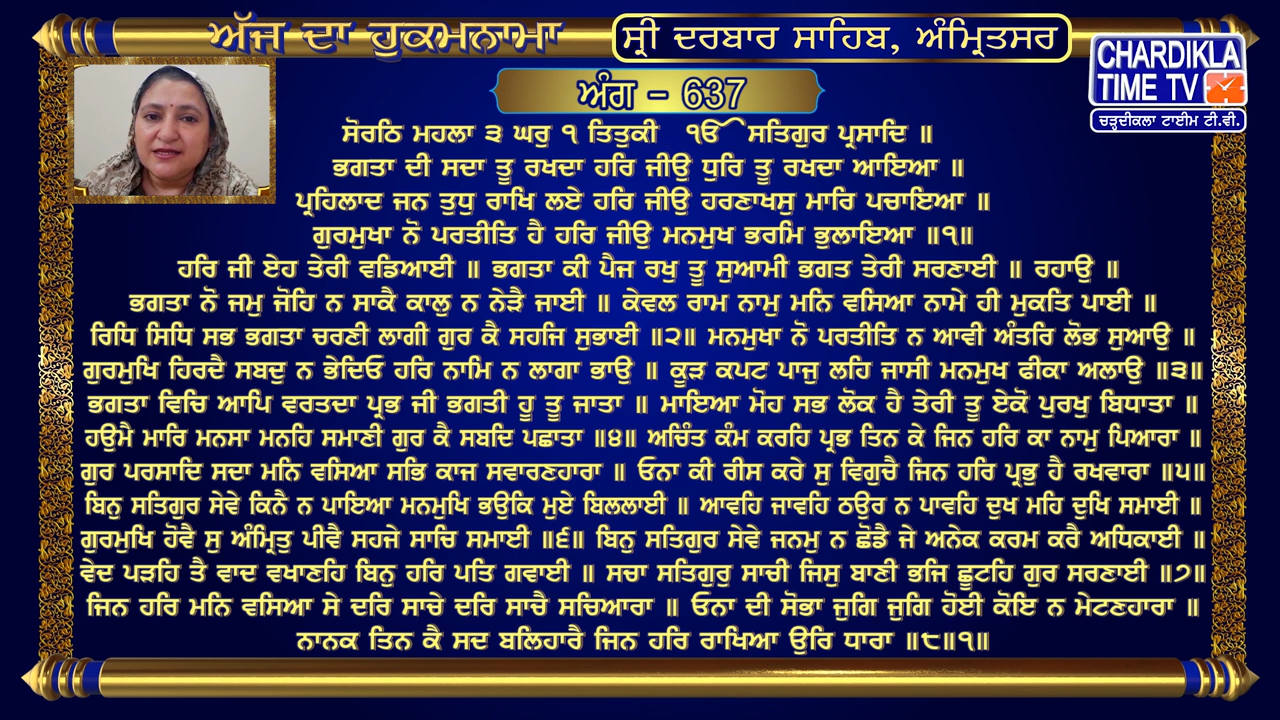 ਅੱਜ ਦਾ ਹੁਕਮਨਾਮਾ
ਸ੍ਰੀ ਦਰਬਾਰ ਸਾਹਿਬ, ਅੰਮ੍ਰਿਤਸਰ
CHARDIKLA
TIME TV
ਚੜ੍ਹਦੀਕਲਾ ਟਾਈਮ ਟੀ.ਵੀ.
ਅੰਗ - 637
ਸੋਰਠਿ ਮਹਲਾ ੩ ਘਰੁ ੧ ਤਿਤੁਕੀ ੴ ਸਤਿਗੁਰ ਪ੍ਰਸਾਦਿ ॥
ਭਗਤਾ ਦੀ ਸਦਾ ਤੂ ਰਖਦਾ ਹਰਿ ਜੀਉ ਧੁਰਿ ਤੂ ਰਖਦਾ ਆਇਆ ॥
ਪ੍ਰਹਿਲਾਦ ਜਨ ਤੁਧੁ ਰਾਖਿ ਲਏ ਹਰਿ ਜੀਉ ਹਰਣਾਖਸੁ ਮਾਰਿ ਪਚਾਇਆ ॥
ਗੁਰਮੁਖਾ ਨੋ ਪਰਤੀਤਿ ਹੈ ਹਰਿ ਜੀਉ ਮਨਮੁਖ ਭਰਮਿ ਭੁਲਾਇਆ ॥੧॥
ਹਰਿ ਜੀ ਏਹ ਤੇਰੀ ਵਡਿਆਈ ॥ ਭਗਤਾ ਕੀ ਪੈਜ ਰਖੁ ਤੂ ਸੁਆਮੀ ਭਗਤ ਤੇਰੀ ਸਰਣਾਈ ॥ ਰਹਾਉ ॥
ਭਗਤਾ ਨੋ ਜਮੁ ਜੋਹਿ ਨ ਸਾਕੈ ਕਾਲੁ ਨ ਨੇੜੈ ਜਾਈ ॥ ਕੇਵਲ ਰਾਮ ਨਾਮੁ ਮਨਿ ਵਸਿਆ ਨਾਮੇ ਹੀ ਮੁਕਤਿ ਪਾਈ ॥
ਰਿਧਿ ਸਿਧਿ ਸਭ ਭਗਤਾ ਚਰਣੀ ਲਾਗੀ ਗੁਰ ਕੈ ਸਹਜਿ ਸੁਭਾਈ ॥੨॥ ਮਨਮੁਖਾ ਨੋ ਪਰਤੀਤਿ ਨ ਆਵੀ ਅੰਤਰਿ ਲੋਭ ਸੁਆਉ ॥
ਗੁਰਮੁਖਿ ਹਿਰਦੈ ਸਬਦੁ ਨ ਭੇਦਿਓ ਹਰਿ ਨਾਮਿ ਨ ਲਾਗਾ ਭਾਉ ॥ ਕੂੜ ਕਪਟ ਪਾਜੁ ਲਹਿ ਜਾਸੀ ਮਨਮੁਖ ਫੀਕਾ ਅਲਾਉ ॥੩॥
ਭਗਤਾ ਵਿਚਿ ਆਪਿ ਵਰਤਦਾ ਪ੍ਰਭ ਜੀ ਭਗਤੀ ਹੂ ਤੂ ਜਾਤਾ ॥ ਮਾਇਆ ਮੋਹ ਸਭ ਲੋਕ ਹੈ ਤੇਰੀ ਤੂ ਏਕੋ ਪੁਰਖੁ ਬਿਧਾਤਾ ॥
ਹਉਮੈ ਮਾਰਿ ਮਨਸਾ ਮਨਹਿ ਸਮਾਣੀ ਗੁਰ ਕੈ ਸਬਦਿ ਪਛਾਤਾ ॥੪॥ ਅਚਿੰਤ ਕੰਮ ਕਰਹਿ ਪ੍ਰਭ ਤਿਨ ਕੇ ਜਿਨ ਹਰਿ ਕਾ ਨਾਮੁ ਪਿਆਰਾ ॥
ਗੁਰ ਪਰਸਾਦਿ ਸਦਾ ਮਨਿ ਵਸਿਆ ਸਭਿ ਕਾਜ ਸਵਾਰਣਹਾਰਾ ॥ ਓਨਾ ਕੀ ਰੀਸ ਕਰੇ ਸੁ ਵਿਗੁਚੈ ਜਿਨ ਹਰਿ ਪ੍ਰਭੁ ਹੈ ਰਖਵਾਰਾ ॥੫॥
ਬਿਨੁ ਸਤਿਗੁਰ ਸੇਵੇ ਕਿਨੈ ਨ ਪਾਇਆ ਮਨਮੁਖਿ ਭਉਕਿ ਮੁਏ ਬਿਲਲਾਈ ॥ ਆਵਹਿ ਜਾਵਹਿ ਠਉਰ ਨ ਪਾਵਹਿ ਦੁਖ ਮਹਿ ਦੁਖਿ ਸਮਾਈ ॥
ਗੁਰਮੁਖਿ ਹੋਵੈ ਸੁ ਅੰਮ੍ਰਿਤੁ ਪੀਵੈ ਸਹਜੇ ਸਾਚਿ ਸਮਾਈ ॥੬॥ ਬਿਨੁ ਸਤਿਗੁਰ ਸੇਵੇ ਜਨਮੁ ਨ ਛੋਡੈ ਜੇ ਅਨੇਕ ਕਰਮ ਕਰੈ ਅਧਿਕਾਈ ॥
ਵੇਦ ਪੜਹਿ ਤੈ ਵਾਦ ਵਖਾਣਹਿ ਬਿਨੁ ਹਰਿ ਪਤਿ ਗਵਾਈ ॥ ਸਚਾ ਸਤਿਗੁਰੁ ਸਾਚੀ ਜਿਸੁ ਬਾਣੀ ਭਜਿ ਛੂਟਹਿ ਗੁਰ ਸਰਣਾਈ ॥੭॥
ਜਿਨ ਹਰਿ ਮਨਿ ਵਸਿਆ ਸੇ ਦਰਿ ਸਾਚੇ ਦਰਿ ਸਾਚੈ ਸਚਿਆਰਾ ॥ ਓਨਾ ਦੀ ਸੋਭਾ ਜੁਗਿ ਜੁਗਿ ਹੋਈ ਕੋਇ ਨ ਮੇਟਣਹਾਰਾ ॥
ਨਾਨਕ ਤਿਨ ਕੈ ਸਦ ਬਲਿਹਾਰੈ ਜਿਨ ਹਰਿ ਰਾਖਿਆ ਉਰਿ ਧਾਰਾ ॥੮॥੧॥